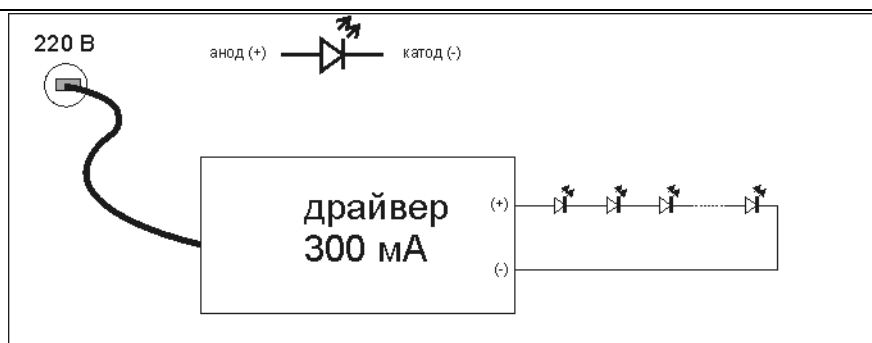 220 В
анод (+) катод (-)
драйвер
300 мА
(+)
(-)